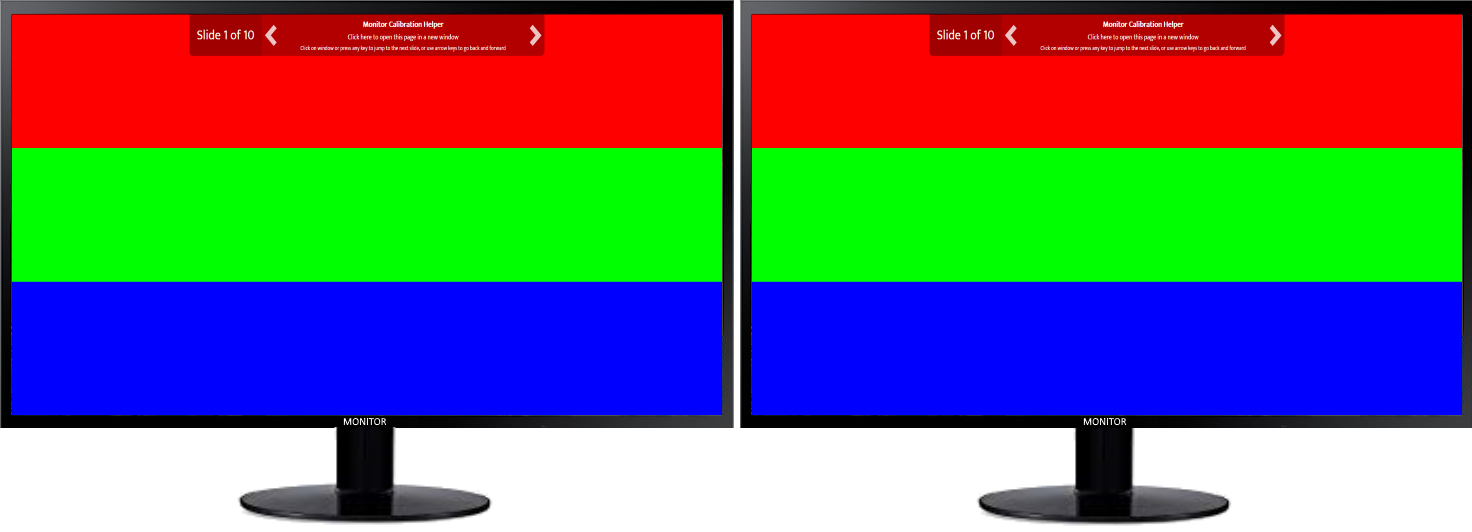 Slide 1 of 10
Monitor Calibration Helper
Click here to open this page in a new window
Click on window or press any key to jump to the next slide, or use arrow keys to go back and forward
MONITOR
Slide 1 of 10
Monitor Calibration Helper
Click here to open this page in a new window
Click on window or press any key to jump to the next slide, or use arrow keys to go back and forward
MONITOR